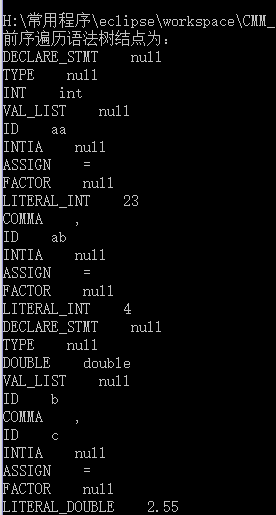 H:\常用程序\eclipse\workspace\CMM_
前序遍历语法树结点为：
DECLARE_STMT    null
TYPE    null
INT    int
VAL_LIST    null
ID    aa
INTIA    null
ASSIGN    =
FACTOR    null
LITERAL_INT    23
COMMA    ,
ID    ab
INTIA    null
ASSIGN    =
FACTOR    null
LITERAL_INT    4
DECLARE_STMT    null
TYPE    null
DOUBLE    double
VAL_LIST    null
ID    b
COMMA    ,
ID    c
INTIA    null
ASSIGN    =
FACTOR    null
LITERAL_DOUBLE    2.55